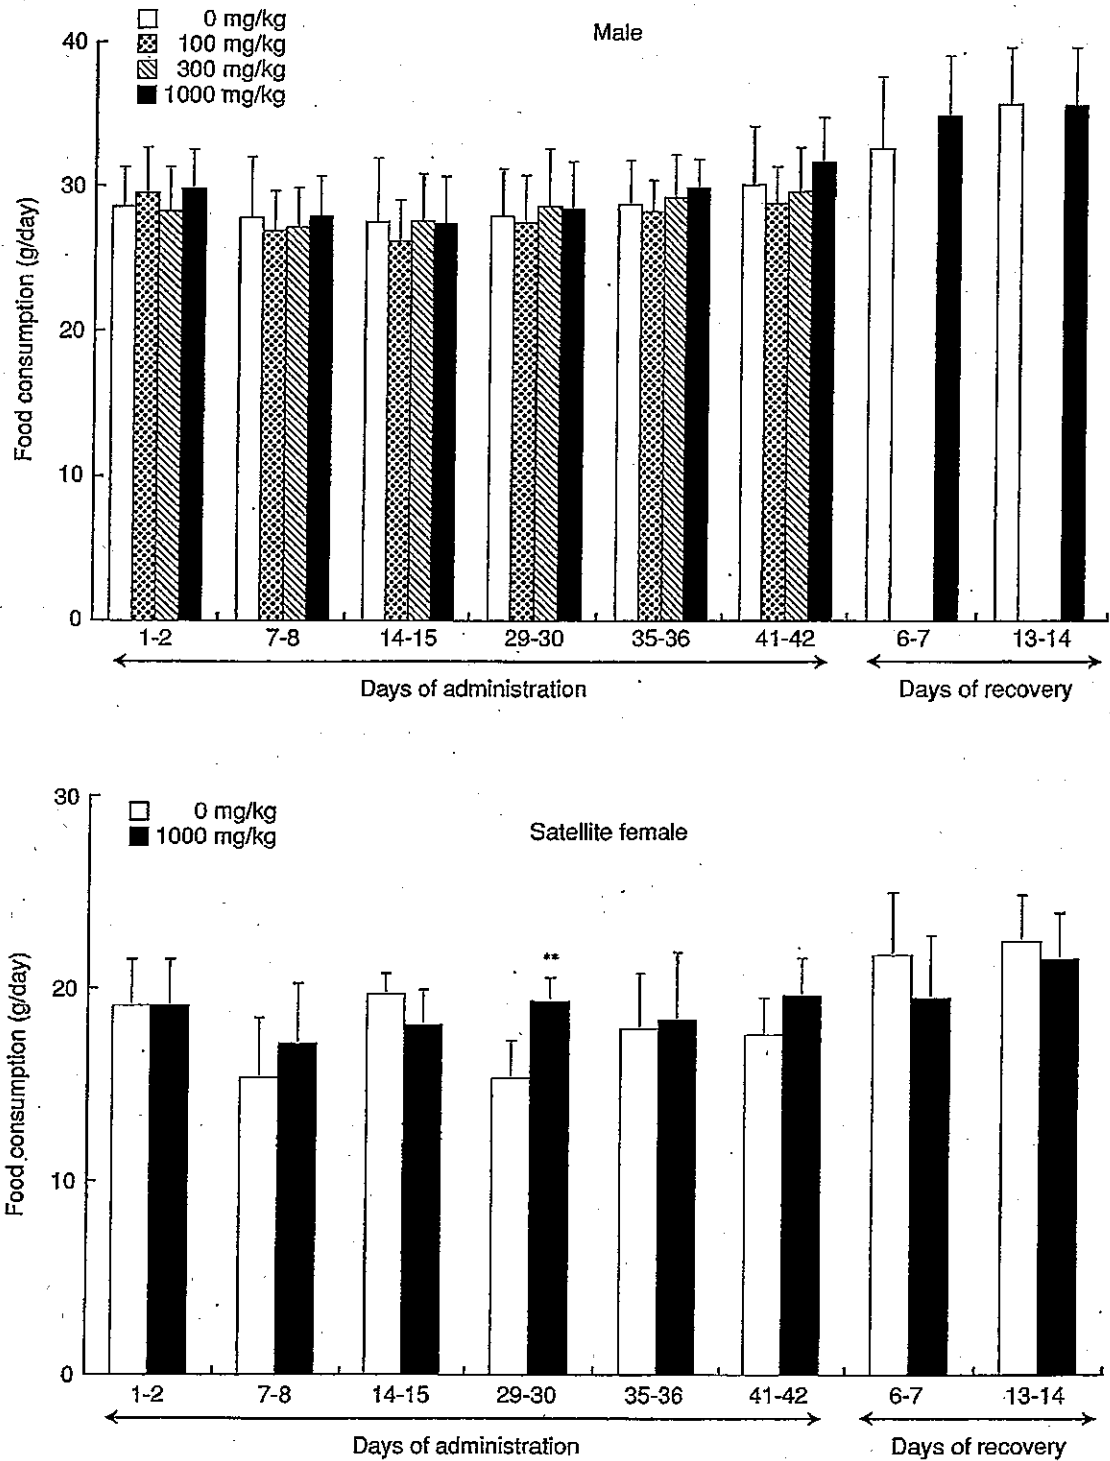 0 mg/kg
100 mg/kg
300 mg/kg
1000 mg/kg
Male
40
30
20
10
0
Food consumption (g/day)
1-2 7-8 14-15 29-30 35-36 41-42 6-7 13-14
Days of administration Days of recovery
0 mg/kg
1000 mg/kg
Satellite female
30
20
10
0
Food consumption (g/day)
**
1-2 7-8 14-15 29-30 35-36 41-42 6-7 13-14
Days of administration Days of recovery